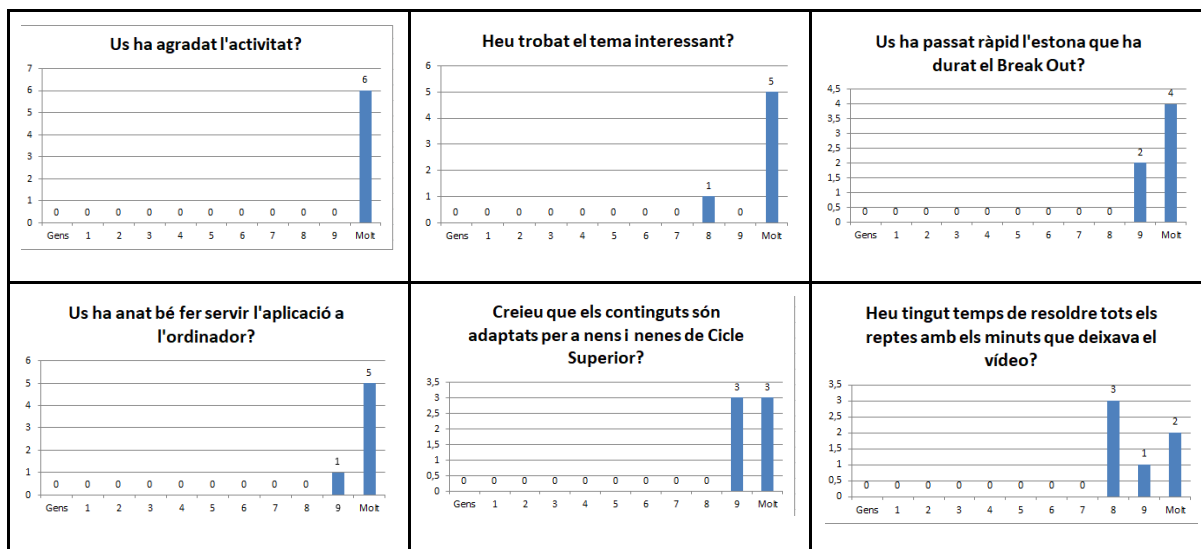 Us ha agradat l'activitat?
7
6
5
4
3
2
1
0
0 0 0 0 0 0 0 0 0 0 6
Gens 1 2 3 4 5 6 7 8 9 Molt
Heu trobat el tema interessant?
6
5
4
3
2
1
0
0 0 0 0 0 0 0 0 1 0 5
Gens 1 2 3 4 5 6 7 8 9 Molt
Us ha passat ràpid l'estona que ha
durat el Break Out?
4,5
4
3,5
3
2,5
2
1,5
1
0,5
0
0 0 0 0 0 0 0 0 0 2 4
Gens 1 2 3 4 5 6 7 8 9 Molt
Us ha anat bé fer servir l'aplicació a
l'ordinador?
6
5
4
3
2
1
0
0 0 0 0 0 0 0 0 0 1 5
Gens 1 2 3 4 5 6 7 8 9 Molt
Creieu que els continguts són
adaptats per a nens i nenes de Cicle
Superior?
3,5
3
2,5
2
1,5
1
0,5
0
0 0 0 0 0 0 0 0 0 3 3
Gens 1 2 3 4 5 6 7 8 9 Molt
Heu tingut temps de resoldre tots els
reptes amb els minuts que deixava el
vídeo?
3,5
3
2,5
2
1,5
1
0,5
0
0 0 0 0 0 0 0 0 3 1 2
Gens 1 2 3 4 5 6 7 8 9 Molt